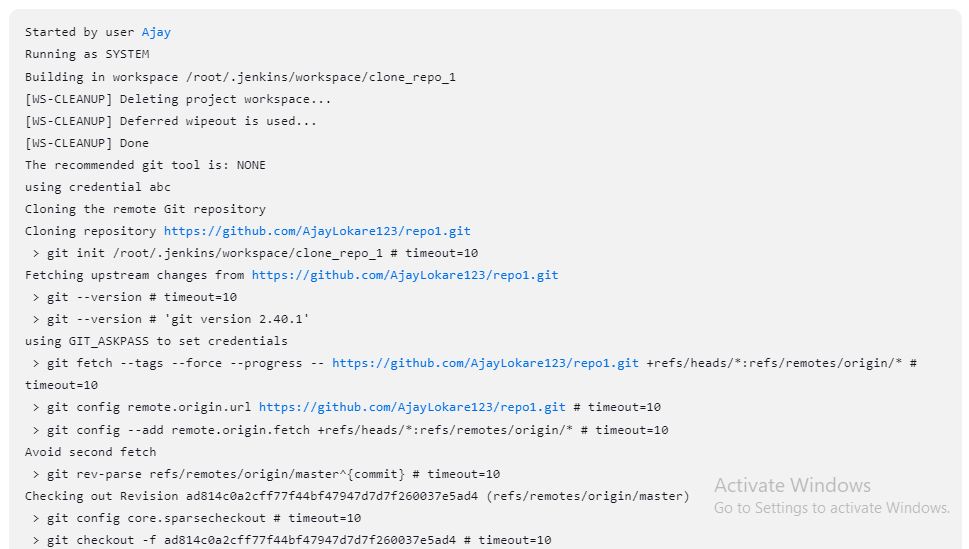 Started by user Ajay
Running as SYSTEM
Building in workspace /root/.jenkins/workspace/clone_repo_1
[WS-CLEANUP] Deleting project workspace...
[WS-CLEANUP] Deferred wipeout is used...
[WS-CLEANUP] Done
The recommended git tool is: NONE
using credential abc
Cloning the remote Git repository
Cloning repository https://github.com/AjayLokare123/repo1.git
> git init /root/.jenkins/workspace/clone_repo_1 # timeout=10
Fetching upstream changes from https://github.com/AjayLokare123/repo1.git
> git --version # timeout=10
> git --version # 'git version 2.40.1'
using GIT_ASKPASS to set credentials
> git fetch --tags --force --progress -- https://github.com/AjayLokare123/repo1.git +refs/heads/*:refs/remotes/origin/* #
timeout=10
> git config remote.origin.url https://github.com/AjayLokare123/repo1.git # timeout=10
> git config --add remote.origin.fetch +refs/heads/*:refs/remotes/origin/* # timeout=10
Avoid second fetch
> git rev-parse refs/remotes/origin/master^{commit} # timeout=10
Checking out Revision ad814c0a2cff77f44bf47947d7d7f260037e5ad4 (refs/remotes/origin/master)
> git config core.sparsecheckout # timeout=10
> git checkout -f ad814c0a2cff77f44bf47947d7d7f260037e5ad4 # timeout=10
Activate Windows
Go to Settings to activate Windows.